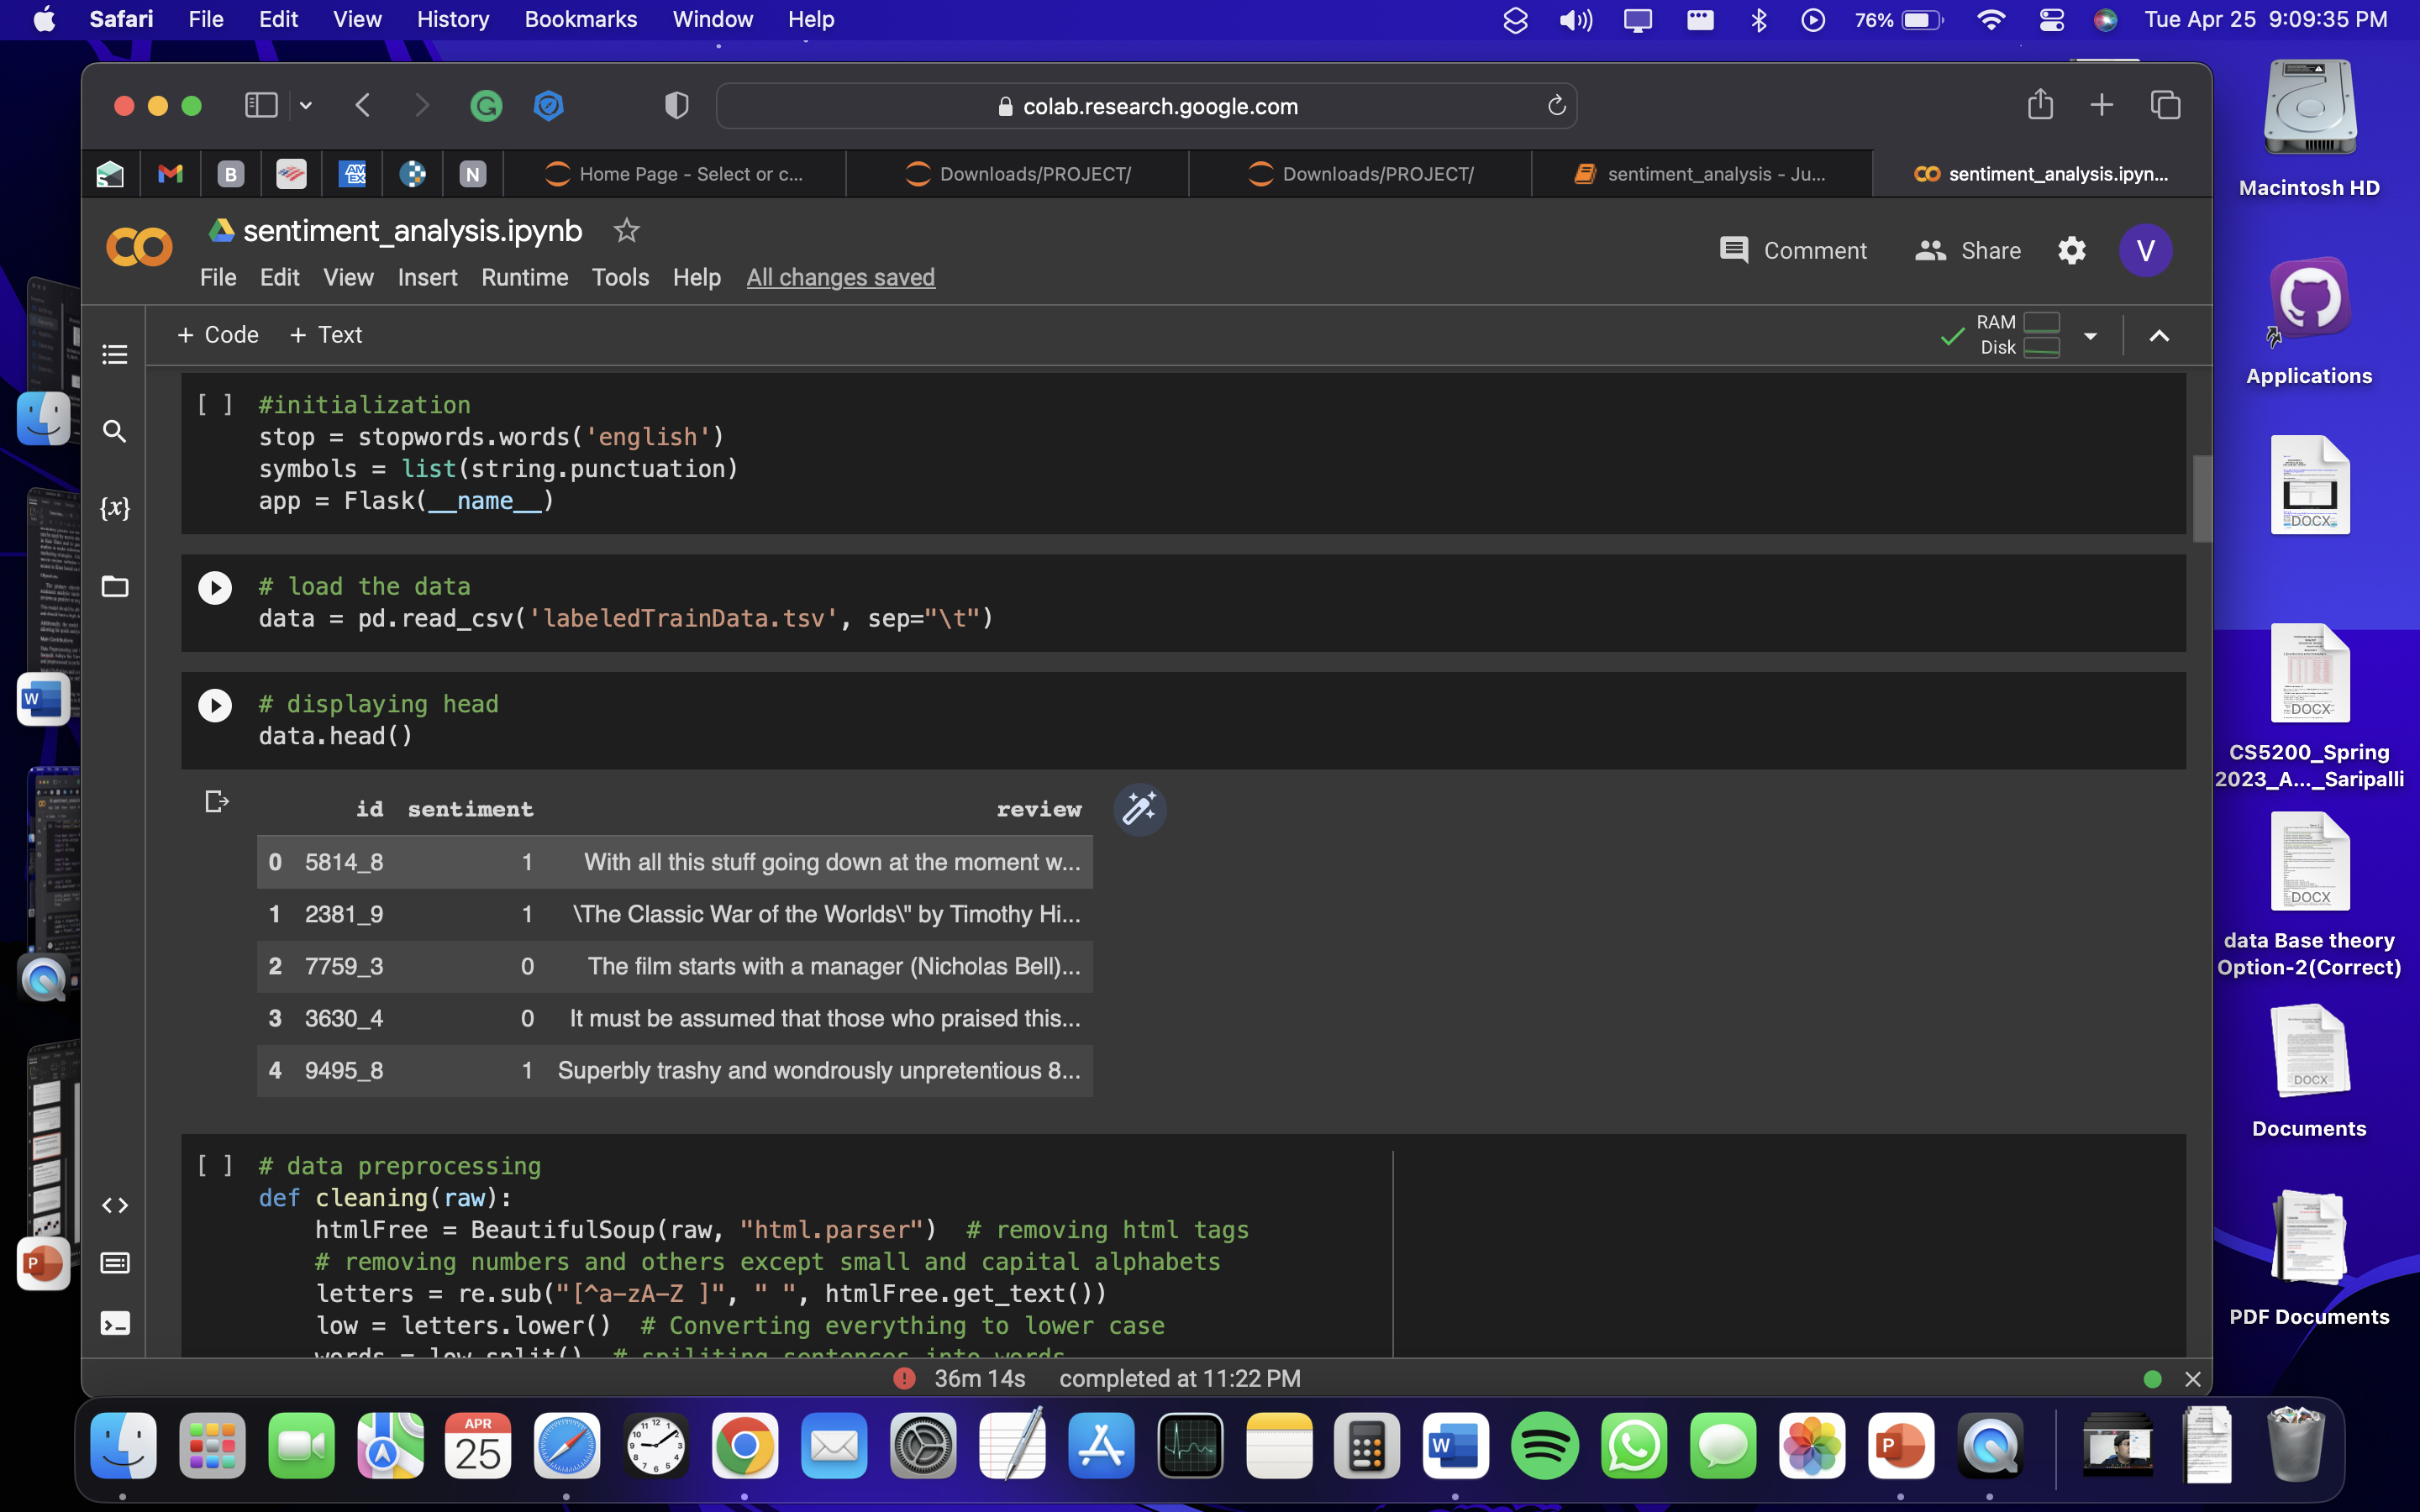 Safari File Edit View History Bookmarks Window Help 76% Tue Apr 25 9:09:35 PM
colab.research.google.com
B AM EX N Home Page - Select or c... Downloads/PROJECT/ Downloads/PROJECT/ sentiment_analysis - Ju... sentiment_analysis.ipyn...
sentiment_analysis.ipynb
Comment Share V
File Edit View Insert Runtime Tools Help All changes saved
+ Code + Text
RAM
Disk
[ ] #initialization
stop = stopwords.words('english')
symbols = list(string.punctuation)
app = Flask(__name__)
{x}
# load the data
data = pd.read_csv('labeledTrainData.tsv', sep="\t")
# displaying head
data.head()
id sentiment review
0 5814_8 1 With all this stuff going down at the moment w...
1 2381_9 1 \The Classic War of the Worlds\" by Timothy Hi...
2 7759_3 0 The film starts with a manager (Nicholas Bell)...
3 3630_4 0 It must be assumed that those who praised this...
4 9495_8 1 Superbly trashy and wondrously unpretentious 8...
[ ] # data preprocessing
def cleaning(raw):
htmlFree = BeautifulSoup(raw, "html.parser") # removing html tags
# removing numbers and others except small and capital alphabets
letters = re.sub("[^a-zA-Z ]", " ", htmlFree.get_text())
low = letters.lower() # Converting everything to lower case
words = low.split() # spiliting sentences into words
36m 14s completed at 11:22 PM
Macintosh HD
Applications
DOCX
DOCX
CS5200_Spring
2023_A..._Saripalli
DOCX
data Base theory
Option-2(Correct)
DOCX
Documents
PDF Documents
W
P
APR
25
W
P